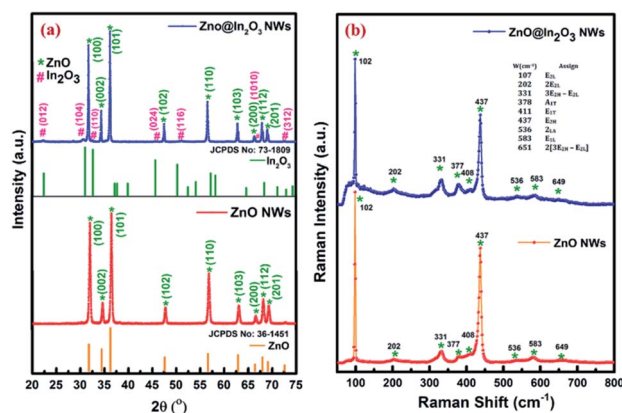 (a)
Zno@In₂O₃ NWs
* ZnO
# In₂O₃
(100)
(101)
(002)
(110)
(102)
(103)
(200)
(112)
(201)
#(012)
#(104)
#(110)
#(024)
#(116)
(1010)
#(312)
JCPDS No: 73-1809
In₂O₃
ZnO NWs
(100)
(101)
(002)
(102)
(110)
(103)
(200)
(112)
(201)
JCPDS No: 36-1451
ZnO
20 25 30 35 40 45 50 55 60 65 70 75
2θ (°)
Intensity (a.u.)
(b)
ZnO@In₂O₃ NWs
W(cm⁻¹) Assign
107 E₂L
202 2E₂L
331 3E₂H – E₂L
378 A₁T
411 E₁T
437 E₂H
536 2LA
583 E₁L
651 2[3E₂H – E₂L]
102
202
331
377
408
437
536
583
649
ZnO NWs
102
202
331
377
408
437
536
583
649
100 200 300 400 500 600 700 800
Raman Shift (cm⁻¹)
Raman Intensity (a.u.)